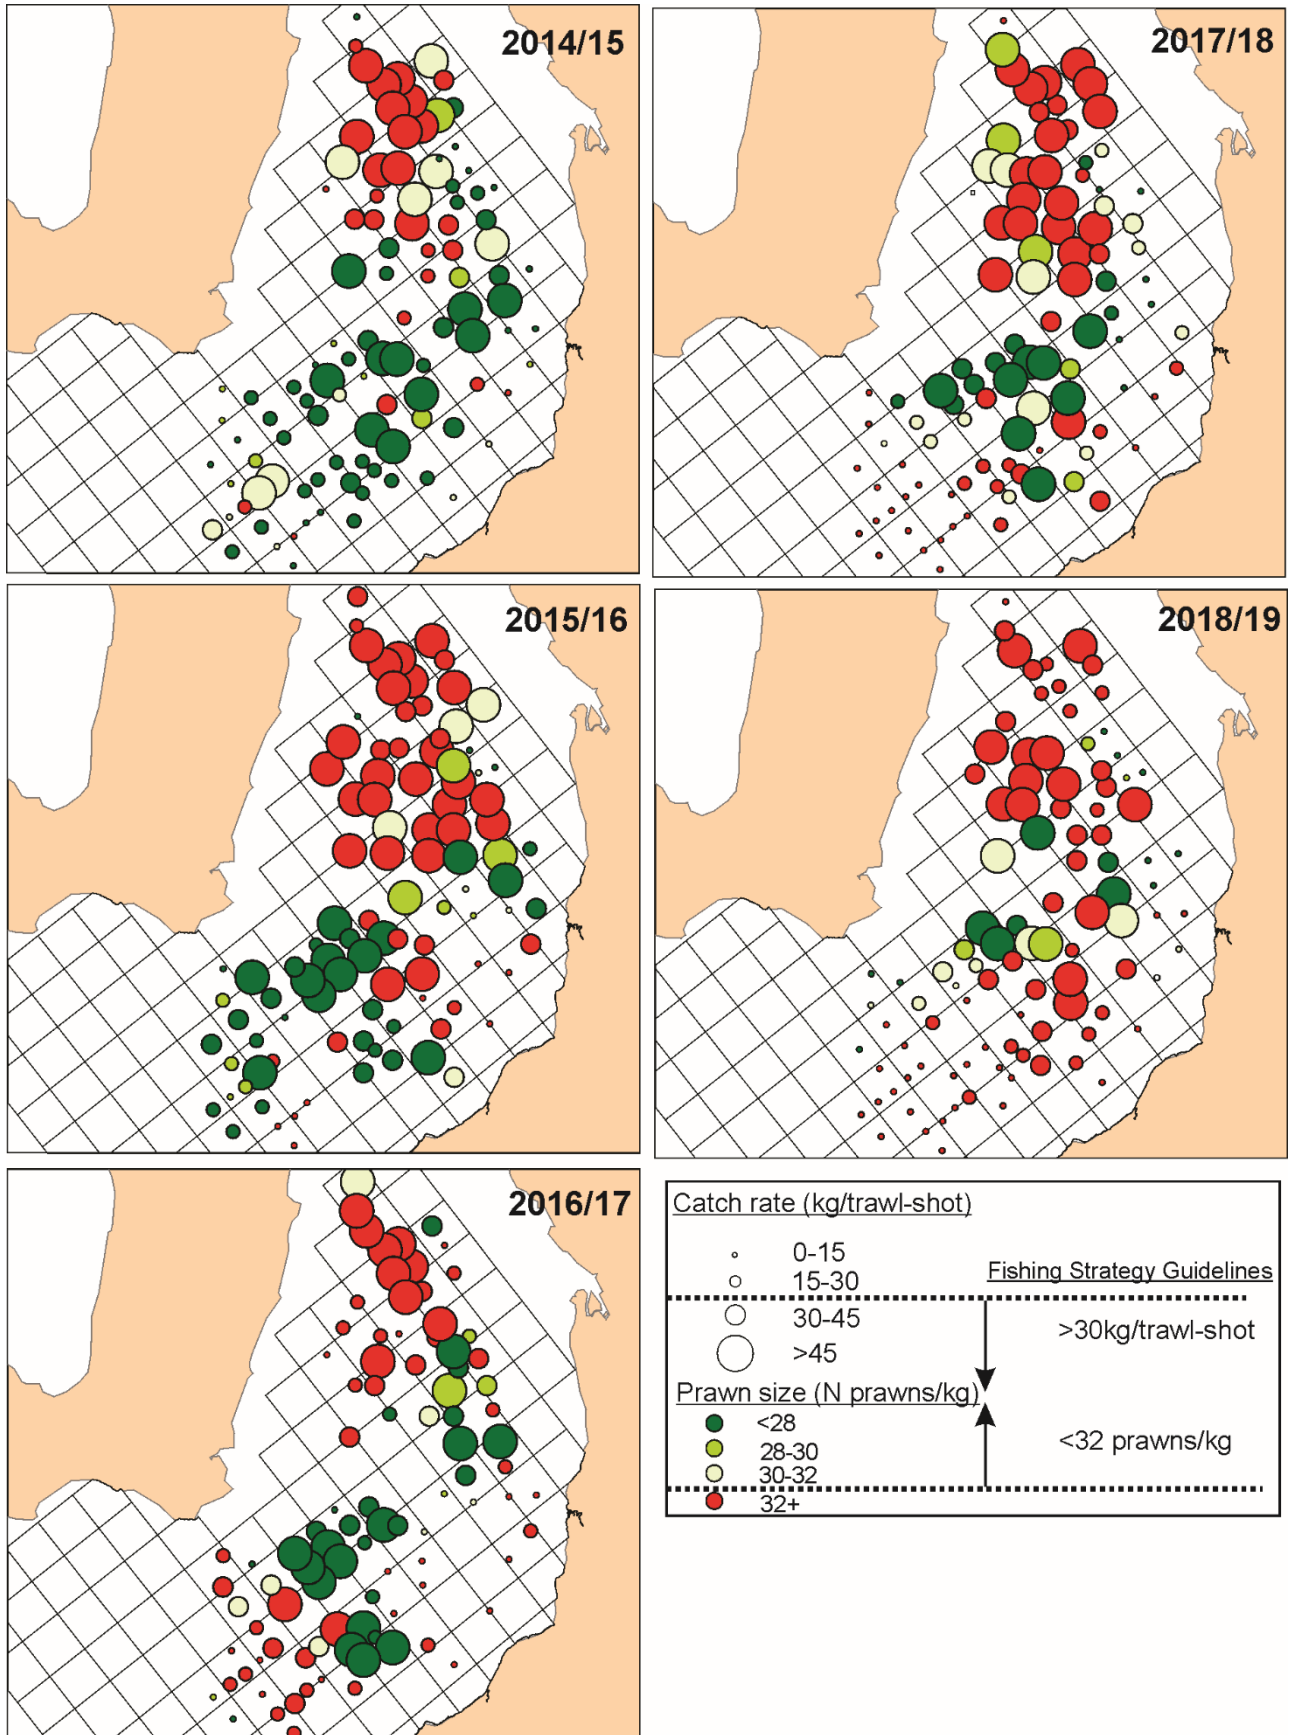 2014/15
2017/18
2015/16
2018/19
2016/17
Catch rate (kg/trawl-shot)
0-15
15-30
Fishing Strategy Guidelines
30-45
>30kg/trawl-shot
>45
Prawn size (N prawns/kg)
<28
<32 prawns/kg
28-30
30-32
32+